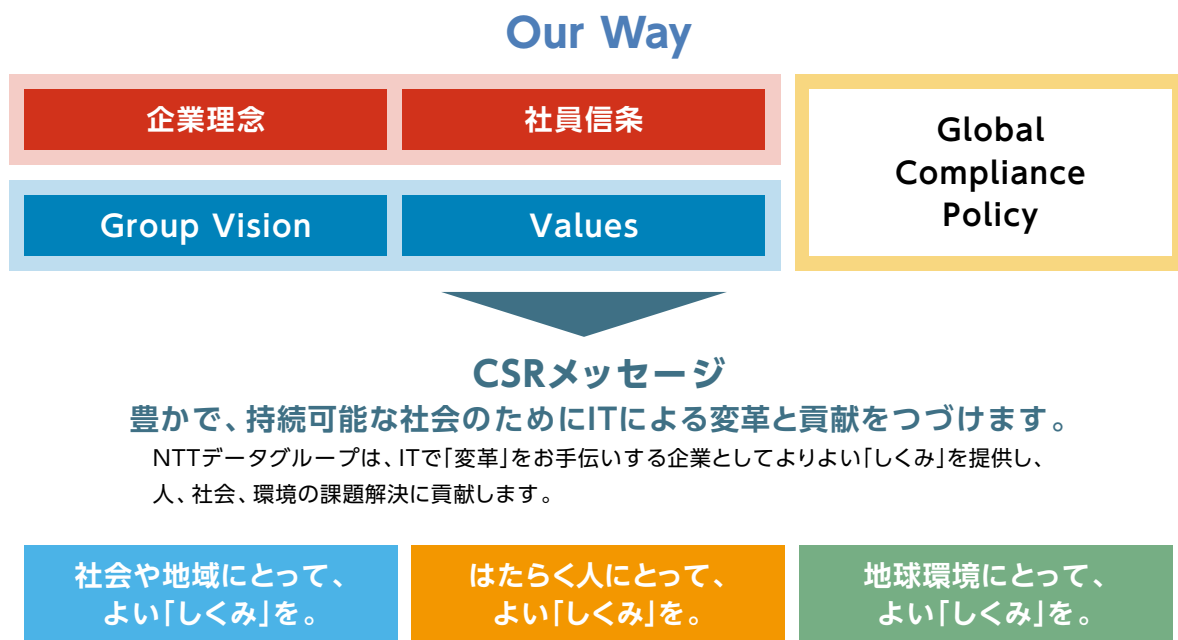 Our Way
企業理念
社員信条
Group Vision
Values
Global
Compliance
Policy
CSRメッセージ
豊かで、持続可能な社会のためにITによる変革と貢献をつづけます。
NTTデータグループは、ITで「変革」をお手伝いする企業としてよりよい「しくみ」を提供し、
人、社会、環境の課題解決に貢献します。
社会や地域にとって、
よい「しくみ」を。
はたらく人にとって、
よい「しくみ」を。
地球環境にとって、
よい「しくみ」を。